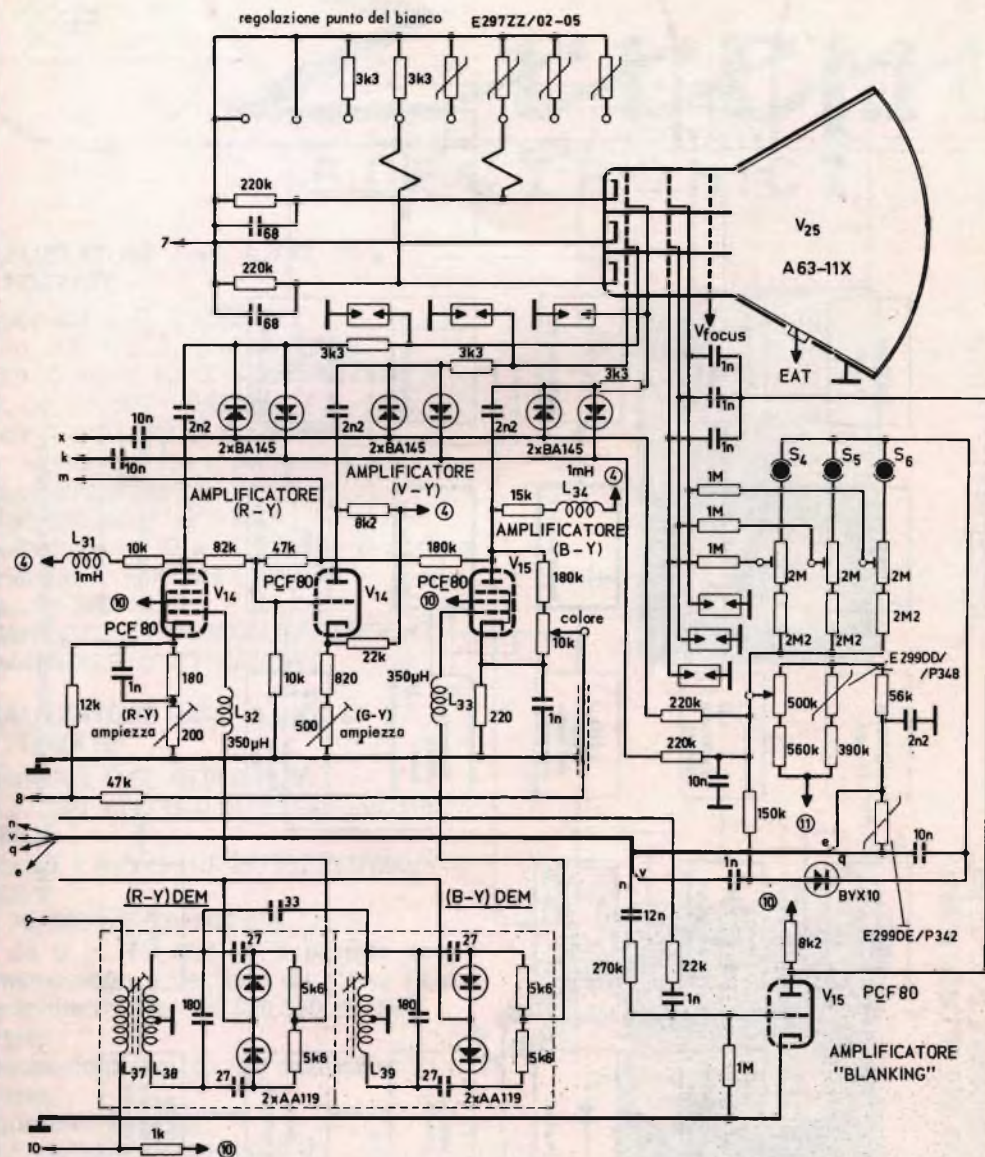 regolazione punto del bianco E297ZZ/02-05
3k3
3k3
220k
68
7
220k
68
V25
A63-11X
Vfocus
EAT
1n
1n
1n
3k3
3k3
3k3
10n
2n2
2n2
2n2
x
k
m
10n
2xBA145
2xBA145
2xBA145
AMPLIFICATORE
(R-Y)
AMPLIFICATORE
(V-Y)
1mH
L34
4
15k
AMPLIFICATORE
(B-Y)
8k2
4
S4
S5
S6
1M
1M
1M
2M
2M
2M
2M2
2M2
2M2
4
L31
1mH
10k
82k
47k
180k
PCF80
V14
PCF80
V15
180k
10
PCF80
V14
10
colore
10k
22k
1n
180
12k
(R-Y)
ampiezza
200
L32
350µH
10k
820
500
(G-Y)
ampiezza
350µH
L33
220
1n
E299DD/
/P348
500k
56k
2n2
220k
220k
560k
390k
10n
11
150k
8
47k
n
v
q
e
e
q
10n
n
v
1n
BYX10
10
E299DE/P342
(R-Y) DEM
33
(B-Y) DEM
9
27
27
12n
270k
22k
1n
8k2
PCF80
V15
180
5k6
5k6
180
5k6
5k6
L37
L38
L39
27
27
2xAA119
2xAA119
1M
AMPLIFICATORE
"BLANKING"
10
1k
10